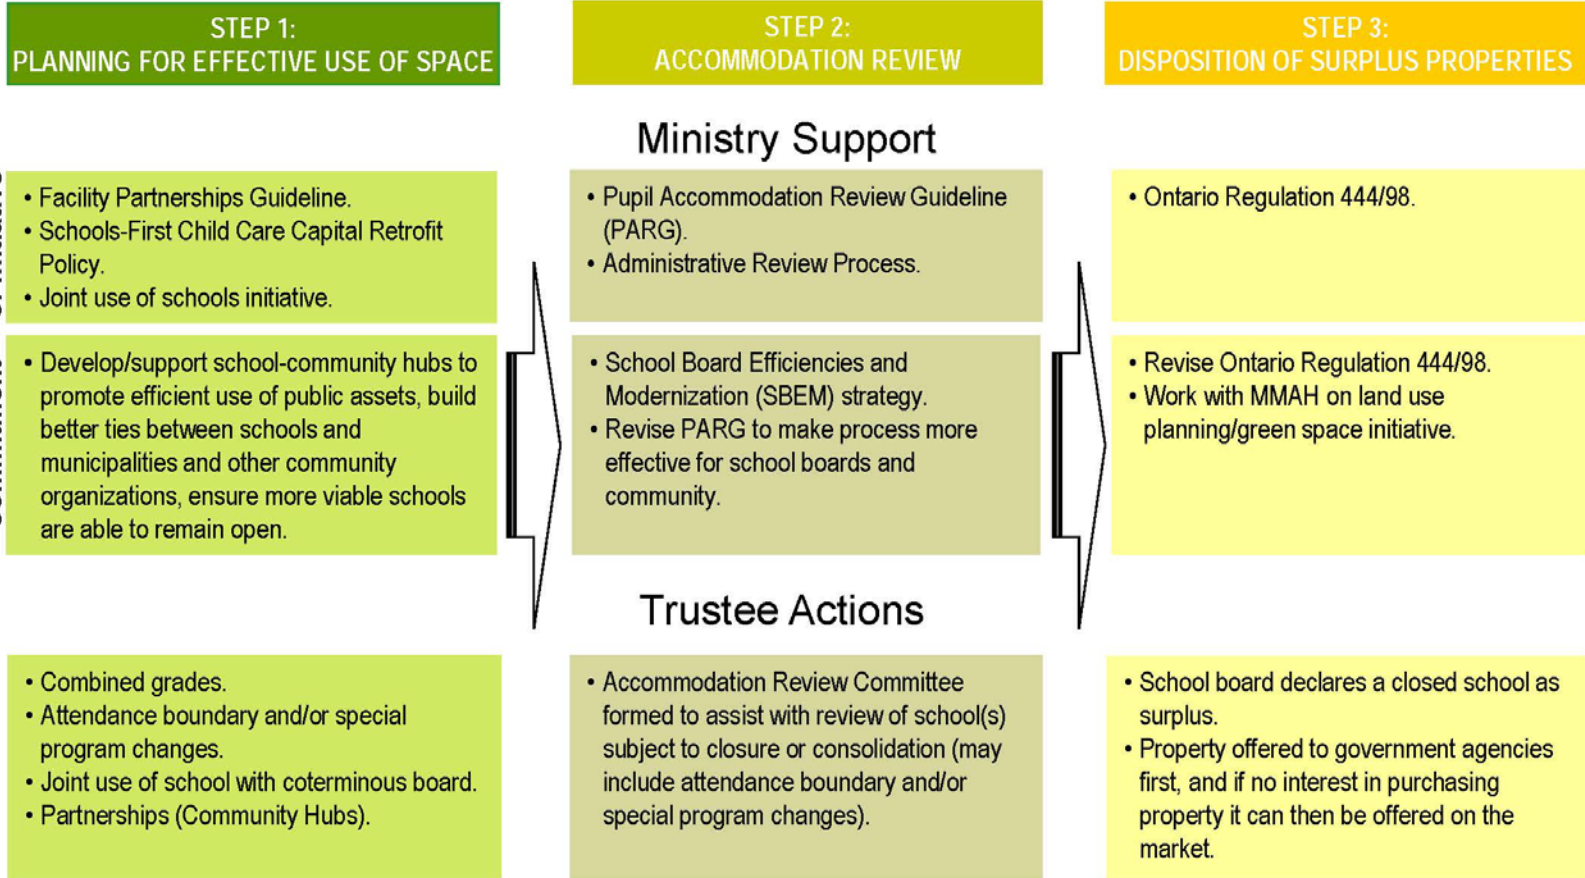 STEP 1:
PLANNING FOR EFFECTIVE USE OF SPACE
STEP 2:
ACCOMMODATION REVIEW
STEP 3:
DISPOSITION OF SURPLUS PROPERTIES
Ministry Support
• Facility Partnerships Guideline.
• Schools-First Child Care Capital Retrofit
Policy.
• Joint use of schools initiative.
• Pupil Accommodation Review Guideline
(PARG).
• Administrative Review Process.
• Ontario Regulation 444/98.
• Develop/support school-community hubs to
promote efficient use of public assets, build
better ties between schools and
municipalities and other community
organizations, ensure more viable schools
are able to remain open.
• School Board Efficiencies and
Modernization (SBEM) strategy.
• Revise PARG to make process more
effective for school boards and
community.
• Revise Ontario Regulation 444/98.
• Work with MMAH on land use
planning/green space initiative.
Trustee Actions
• Combined grades.
• Attendance boundary and/or special
program changes.
• Joint use of school with coterminous board.
• Partnerships (Community Hubs).
• Accommodation Review Committee
formed to assist with review of school(s)
subject to closure or consolidation (may
include attendance boundary and/or
special program changes).
• School board declares a closed school as
surplus.
• Property offered to government agencies
first, and if no interest in purchasing
property it can then be offered on the
market.